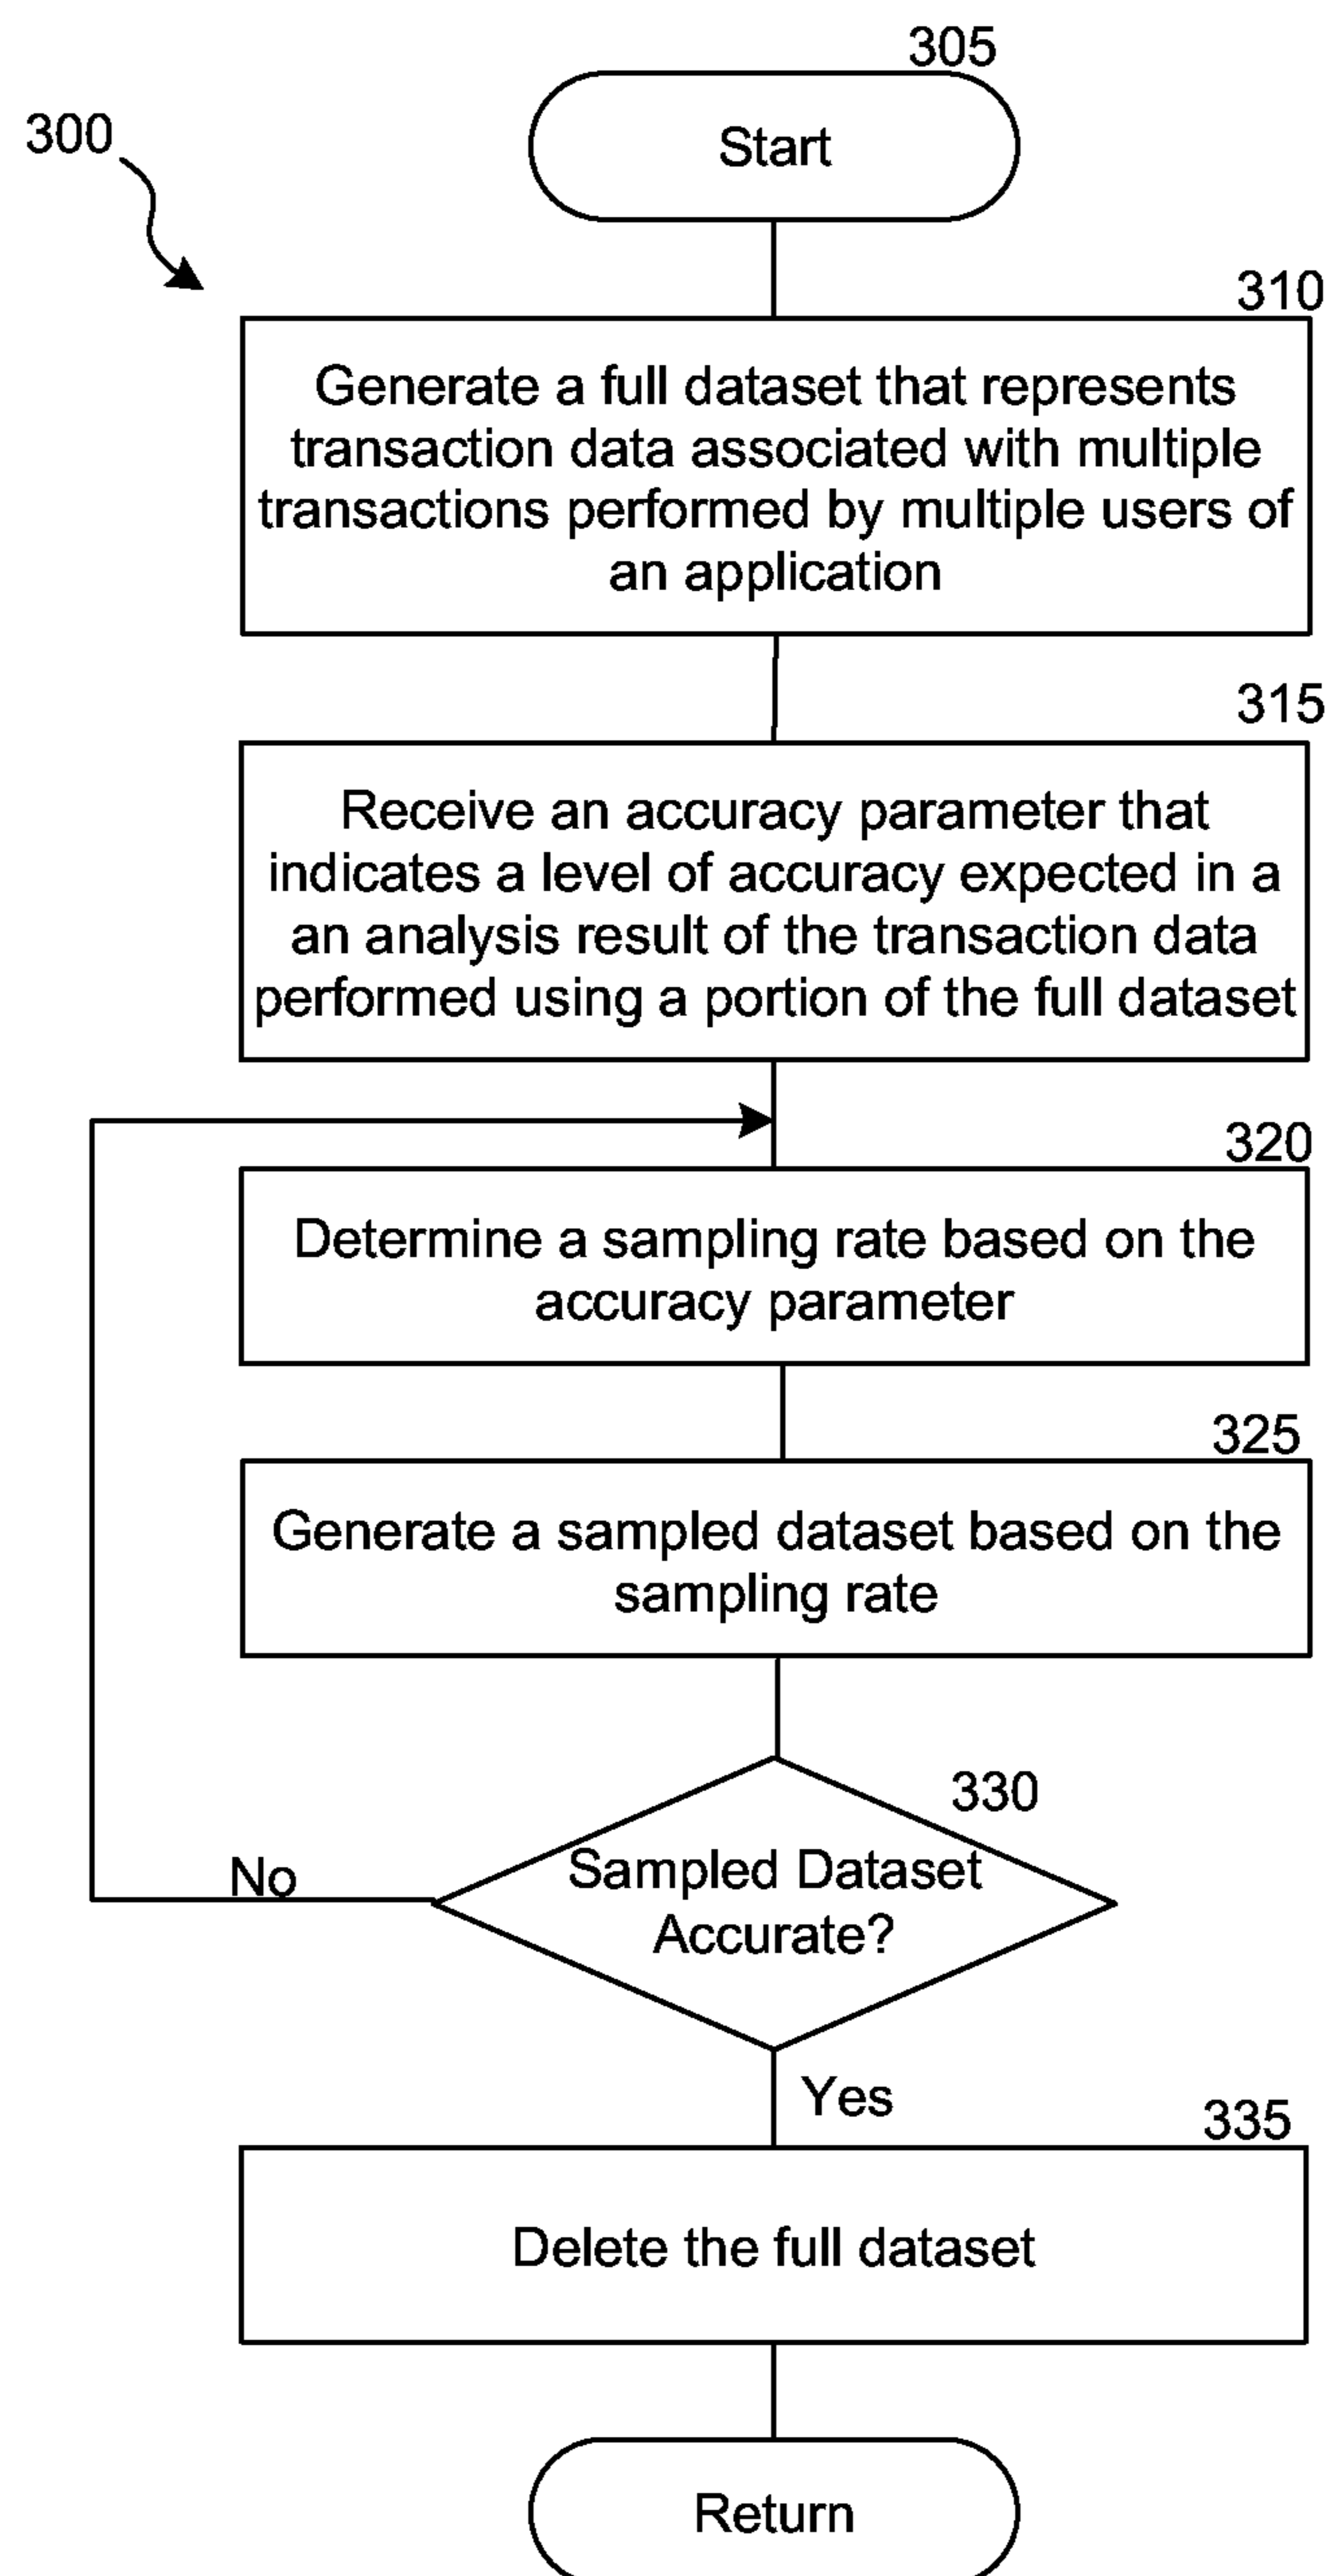 305
300
Start
310
Generate a full dataset that represents
transaction data associated with multiple
transactions performed by multiple users of
an application
315
Receive an accuracy parameter that
indicates a level of accuracy expected in a
an analysis result of the transaction data
performed using a portion of the full dataset
320
Determine a sampling rate based on the
accuracy parameter
325
Generate a sampled dataset based on the
sampling rate
330
Sampled Dataset
Accurate?
No
Yes
335
Delete the full dataset
Return